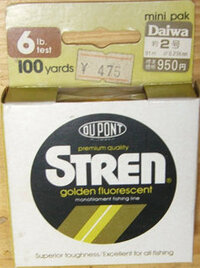 mini pak
6 lb. test
Daiwa
約2号
100 yards
¥ 475
950円
DU PONT
premium quality
STREN®
golden fluorescent
monofilament fishing line
Superior toughness/Excellent for all fishing